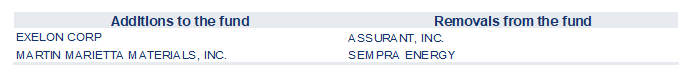 Additions to the fund Removals from the fund
EXELON CORP ASSURANT, INC.
MARTIN MARIETTA MATERIALS, INC. SEMPRA ENERGY